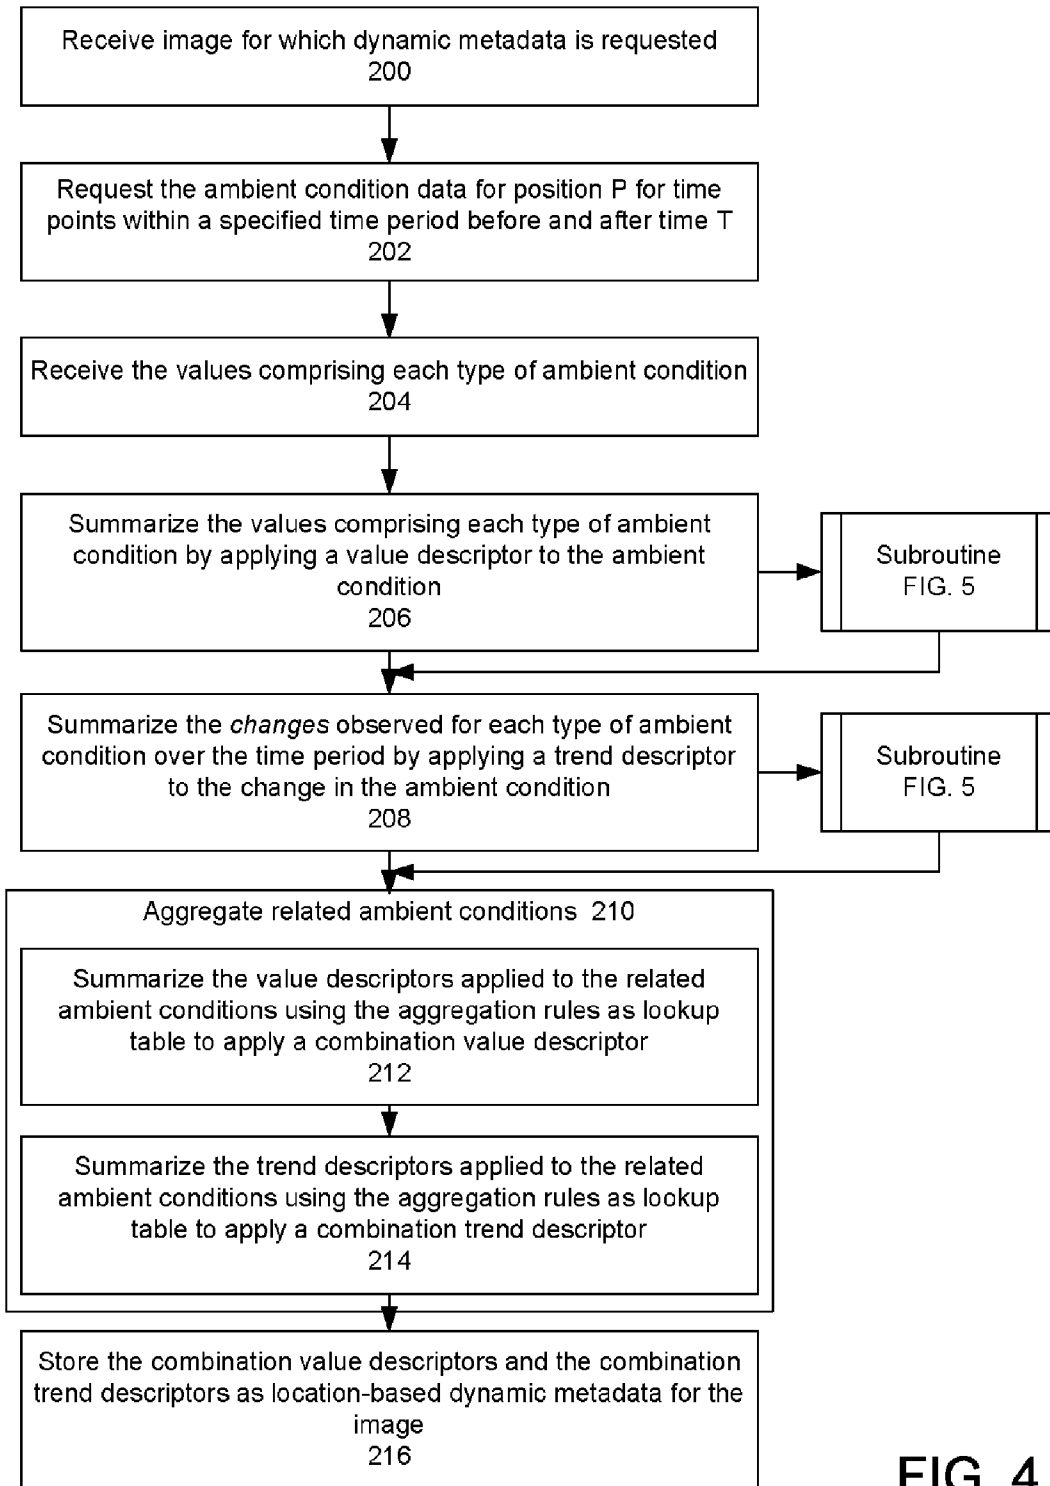 Receive image for which dynamic metadata is requested
200
Request the ambient condition data for position P for time
points within a specified time period before and after time T
202
Receive the values comprising each type of ambient condition
204
Summarize the values comprising each type of ambient
condition by applying a value descriptor to the ambient
condition
206
Subroutine
FIG. 5
Summarize the changes observed for each type of ambient
condition over the time period by applying a trend descriptor
to the change in the ambient condition
208
Subroutine
FIG. 5
Aggregate related ambient conditions 210
Summarize the value descriptors applied to the related
ambient conditions using the aggregation rules as lookup
table to apply a combination value descriptor
212
Summarize the trend descriptors applied to the related
ambient conditions using the aggregation rules as lookup
table to apply a combination trend descriptor
214
Store the combination value descriptors and the combination
trend descriptors as location-based dynamic metadata for the
image
216
FIG. 4